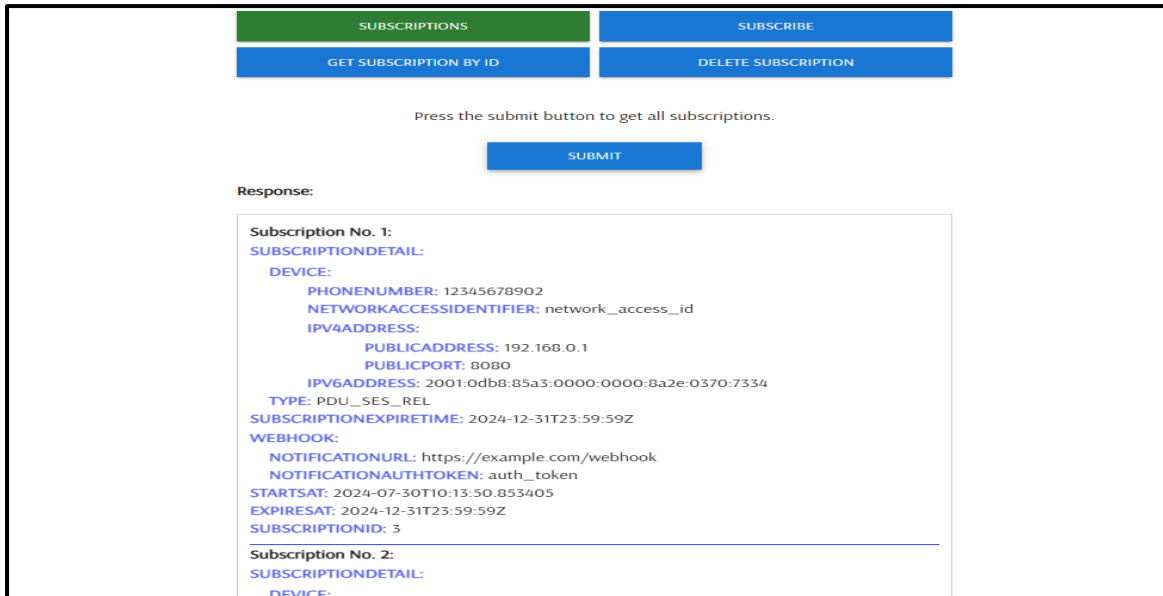 SUBSCRIPTIONS
SUBSCRIBE
GET SUBSCRIPTION BY ID
DELETE SUBSCRIPTION
Press the submit button to get all subscriptions.
SUBMIT
Response:
Subscription No. 1:
SUBSCRIPTIONDETAIL:
DEVICE:
PHONENUMBER: 12345678902
NETWORKACCESSIDENTIFIER: network_access_id
IPV4ADDRESS:
PUBLICADDRESS: 192.168.0.1
PUBLICPORT: 8080
IPV6ADDRESS: 2001:0db8:85a3:0000:0000:8a2e:0370:7334
TYPE: PDU_SES_REL
SUBSCRIPTIONEXPIRETIME: 2024-12-31T23:59:59Z
WEBHOOK:
NOTIFICATIONURL: https://example.com/webhook
NOTIFICATIONAUTHTOKEN: auth_token
STARTSAT: 2024-07-30T10:13:50.853405
EXPIRESAT: 2024-12-31T23:59:59Z
SUBSCRIPTIONID: 3
Subscription No. 2:
SUBSCRIPTIONDETAIL:
DEVICE: